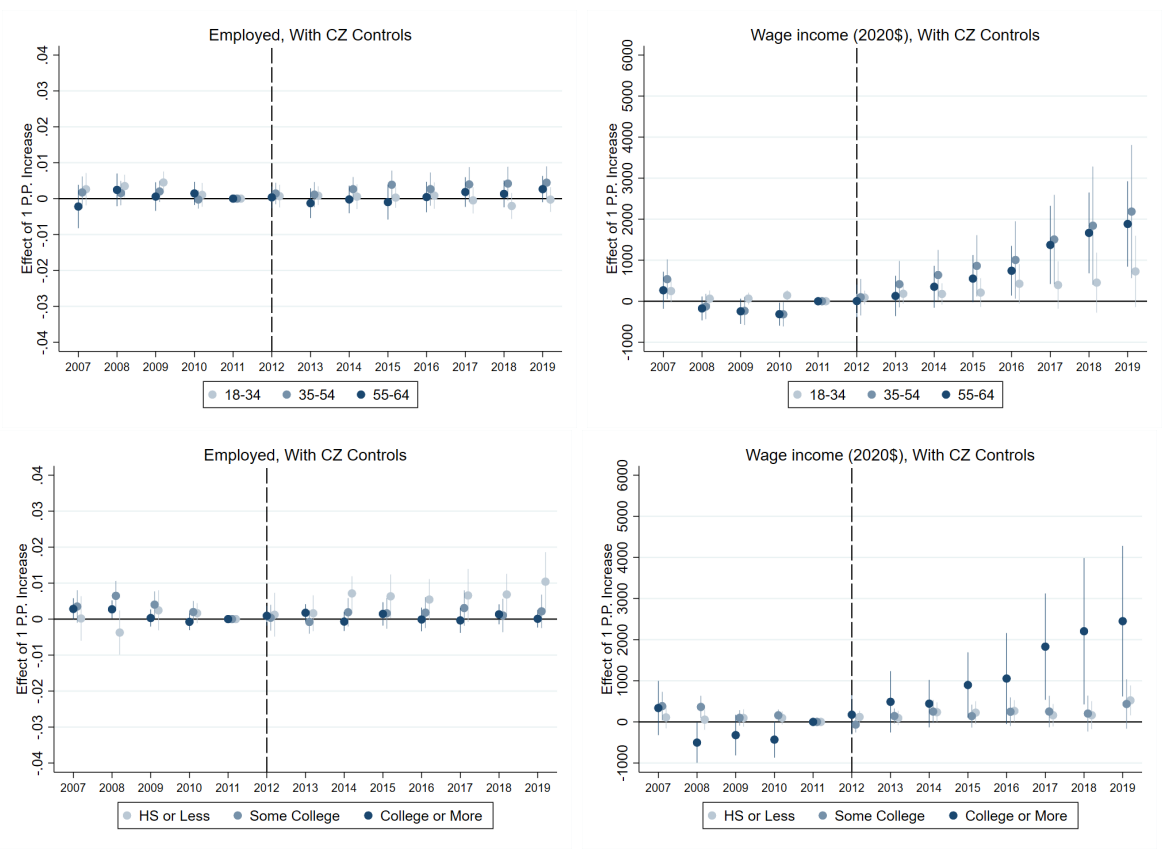 Employed, With CZ Controls
Effect of 1 P.P. Increase
.04
.03
.02
.01
0
-.01
-.02
-.03
-.04
2007 2008 2009 2010 2011 2012 2013 2014 2015 2016 2017 2018 2019
18-34 35-54 55-64
Wage income (2020$), With CZ Controls
Effect of 1 P.P. Increase
6000
5000
4000
3000
2000
1000
0
-1000
2007 2008 2009 2010 2011 2012 2013 2014 2015 2016 2017 2018 2019
18-34 35-54 55-64
Employed, With CZ Controls
Effect of 1 P.P. Increase
.04
.03
.02
.01
0
-.01
-.02
-.03
-.04
2007 2008 2009 2010 2011 2012 2013 2014 2015 2016 2017 2018 2019
HS or Less Some College College or More
Wage income (2020$), With CZ Controls
Effect of 1 P.P. Increase
6000
5000
4000
3000
2000
1000
0
-1000
2007 2008 2009 2010 2011 2012 2013 2014 2015 2016 2017 2018 2019
HS or Less Some College College or More